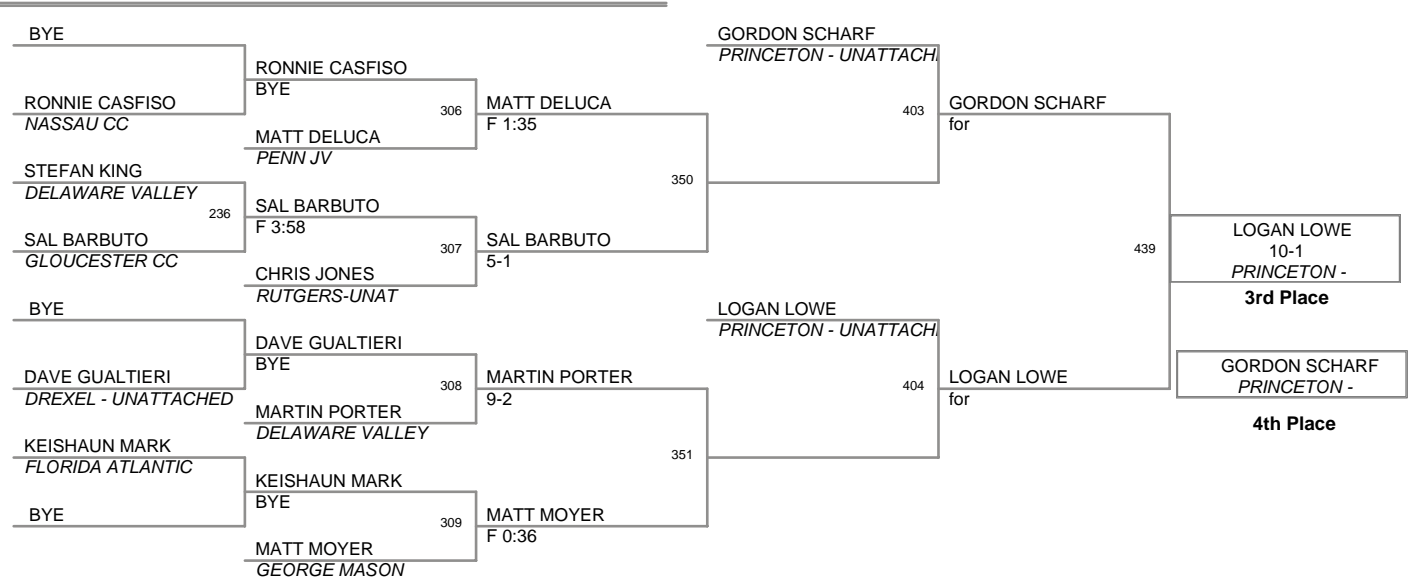 BYE
RONNIE CASFISO
NASSAU CC
STEFAN KING
DELAWARE VALLEY
236
SAL BARBUTO
GLOUCESTER CC
BYE
DAVE GUALTIERI
DREXEL - UNATTACHED
KEISHAUN MARK
FLORIDA ATLANTIC
BYE
RONNIE CASFISO
BYE
306
MATT DELUCA
PENN JV
SAL BARBUTO
F 3:58
307
CHRIS JONES
RUTGERS-UNAT
DAVE GUALTIERI
BYE
308
MARTIN PORTER
DELAWARE VALLEY
KEISHAUN MARK
BYE
309
MATT MOYER
GEORGE MASON
MATT DELUCA
F 1:35
350
SAL BARBUTO
5-1
MARTIN PORTER
9-2
351
MATT MOYER
F 0:36
GORDON SCHARF
PRINCETON - UNATTACH
403
LOGAN LOWE
PRINCETON - UNATTACH
404
GORDON SCHARF
for
439
LOGAN LOWE
for
LOGAN LOWE
10-1
PRINCETON -
3rd Place
GORDON SCHARF
PRINCETON -
4th Place